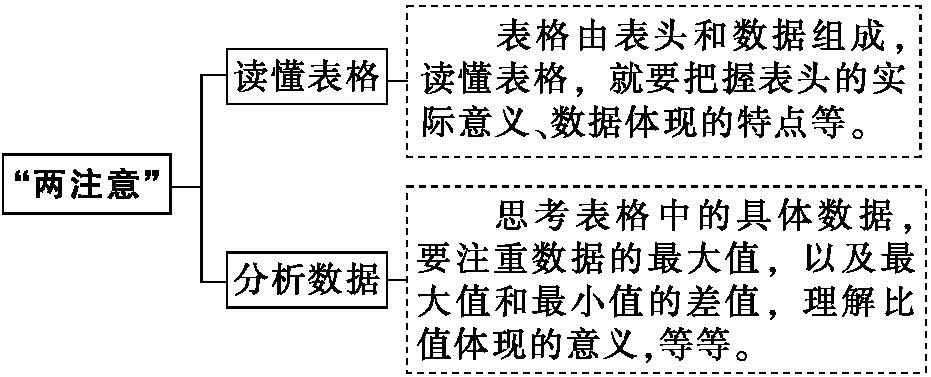 “两注意”
读懂表格
表格由表头和数据组成，
读懂表格，就要把握表头的实
际意义、数据体现的特点等。
分析数据
思考表格中的具体数据，
要注重数据的最大值，以及最
大值和最小值的差值，理解比
值体现的意义，等等。